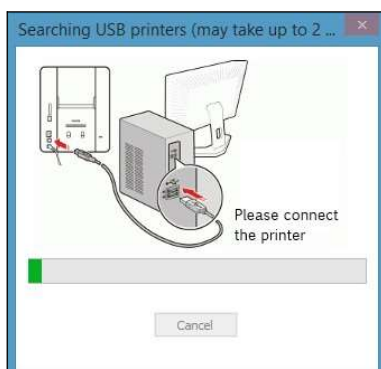 Searching USB printers (may take up to 2 ...
Please connect
the printer
Cancel